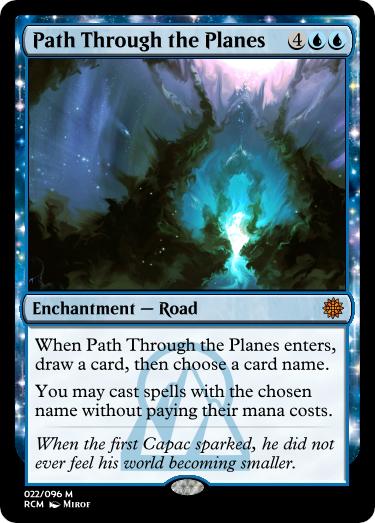 Path Through the Planes 4
Enchantment — Road
When Path Through the Planes enters,
draw a card, then choose a card name.
You may cast spells with the chosen
name without paying their mana costs.
When the first Capac sparked, he did not
ever feel his world becoming smaller.
022/096 M
RCM Mirof